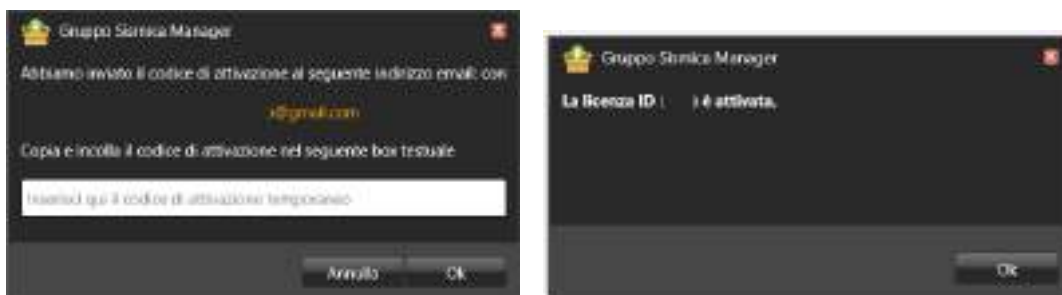 Gruppo Sismica Manager
Abbiamo inviato il codice di attivazione al seguente indirizzo email: con
@gmail.com
Copia e incolla il codice di attivazione nel seguente box testuale
Inserisci qui il codice di attivazione temporaneo
Annulla Ok
Gruppo Sismica Manager
La licenza ID ( ) è attivata.
Ok